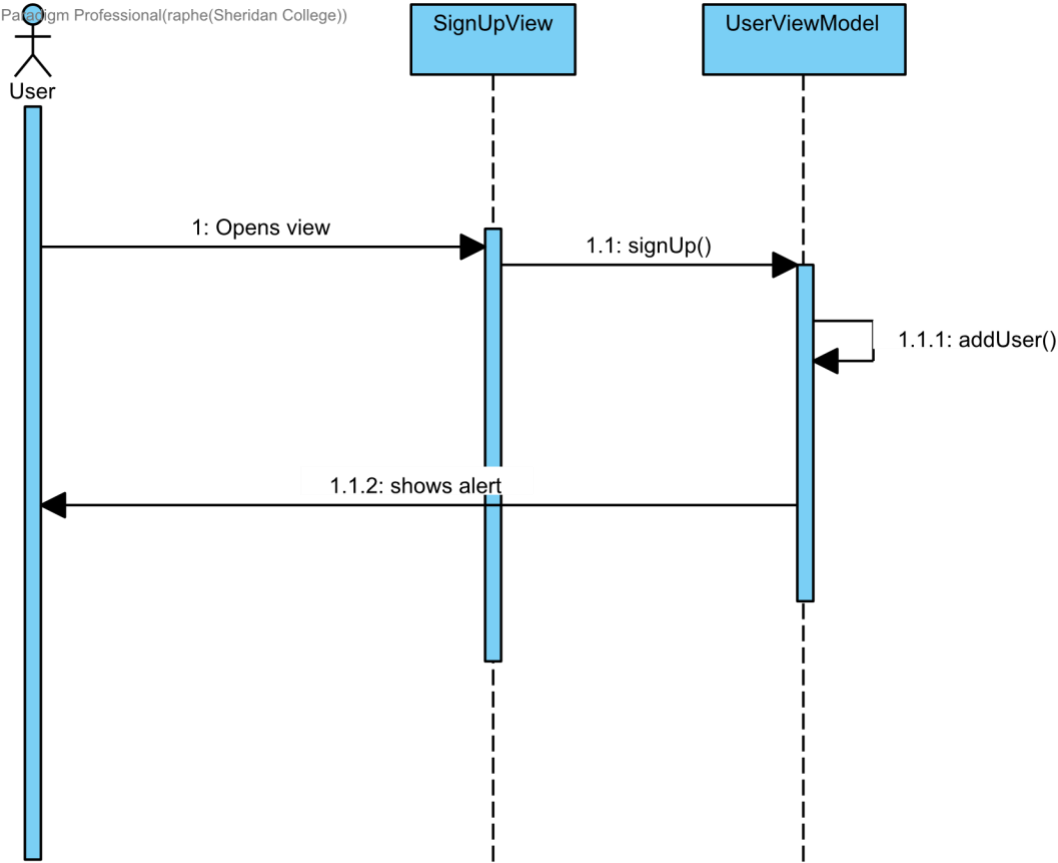 Paradigm Professional(raphe(Sheridan College))
User
SignUpView
UserViewModel
1: Opens view
1.1: signUp()
1.1.1: addUser()
1.1.2: shows alert